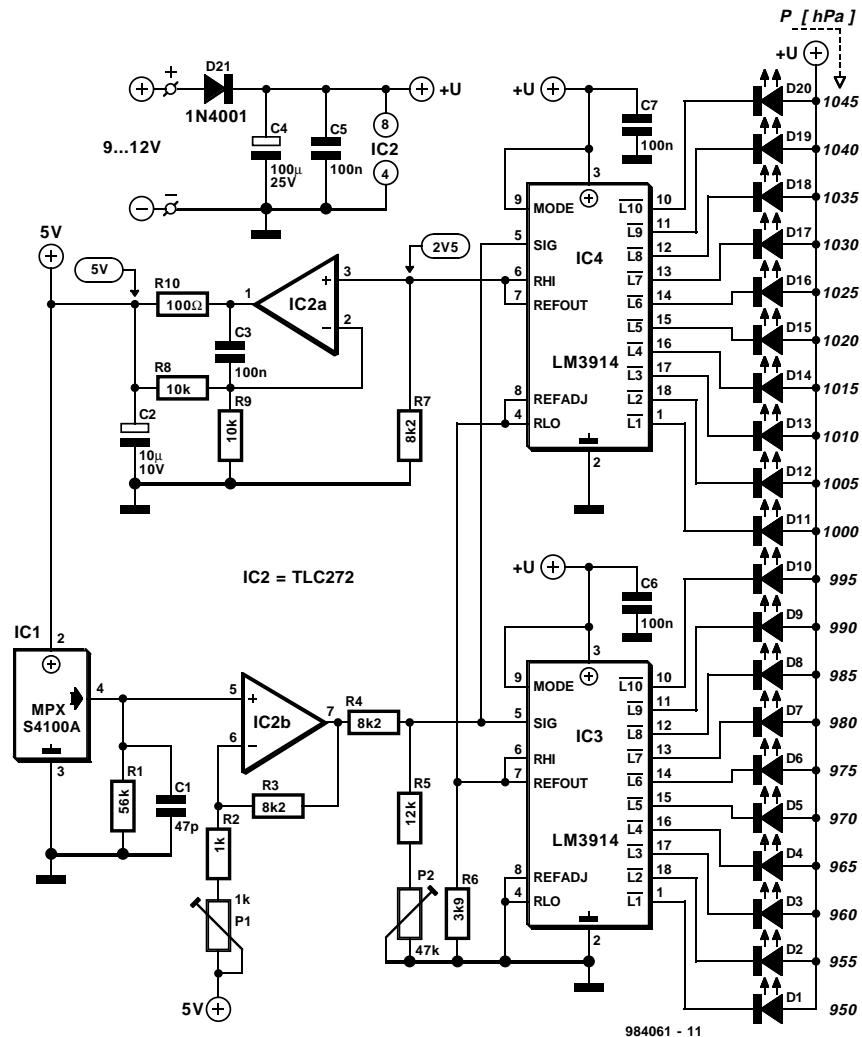 P [ hPa ]
+U
D21
+
1N4001
+U
9...12V
C4
100µ
25V
C5
100n
8
IC2
4
–
+U
C7
100n
3
9 MODE
5 SIG
6 RHI
7 REFOUT
8 REFADJ
4 RLO
IC4
LM3914
2
L10 10
L9 11
L8 12
L7 13
L6 14
L5 15
L4 16
L3 17
L2 18
L1 1
D20 1045
D19 1040
D18 1035
D17 1030
D16 1025
D15 1020
D14 1015
D13 1010
D12 1005
D11 1000
5V
5V
R10
100Ω
1
IC2a
+ 3
– 2
2V5
C3
100n
R8
10k
R9
10k
R7
8k2
C2
10µ
10V
IC2 = TLC272
+U
C6
100n
3
9 MODE
5 SIG
6 RHI
7 REFOUT
8 REFADJ
4 RLO
IC3
LM3914
2
L10 10
L9 11
L8 12
L7 13
L6 14
L5 15
L4 16
L3 17
L2 18
L1 1
D10 995
D9 990
D8 985
D7 980
D6 975
D5 970
D4 965
D3 960
D2 955
D1 950
IC1
2
MPX
S4100A
4
3
R1
56k
C1
47p
5 +
6 –
IC2b
7
R4
8k2
R3
8k2
R2
1k
1k
P1
5V
R5
12k
P2
47k
R6
3k9
984061 - 11